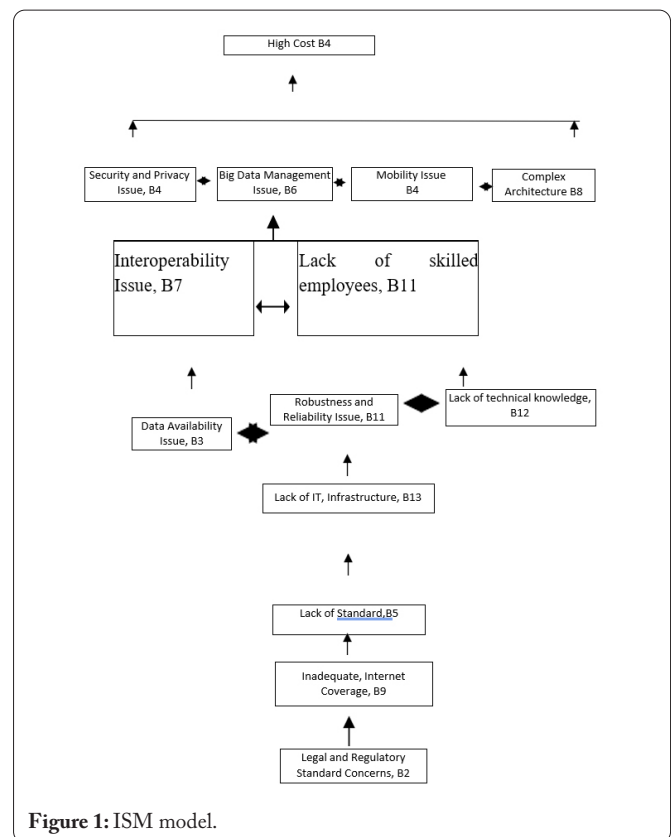 High Cost B4
Security and Privacy
Issue, B4
Big Data Management
Issue, B6
Mobility Issue
B4
Complex
Architecture B8
Interoperability
Issue, B7
Lack of skilled
employees, B11
Data Availability
Issue, B3
Robustness and
Reliability Issue, B11
Lack of technical knowledge,
B12
Lack of IT, Infrastructure, B13
Lack of Standard,B5
Inadequate, Internet
Coverage, B9
Legal and Regulatory
Standard Concerns, B2
Figure 1: ISM model.